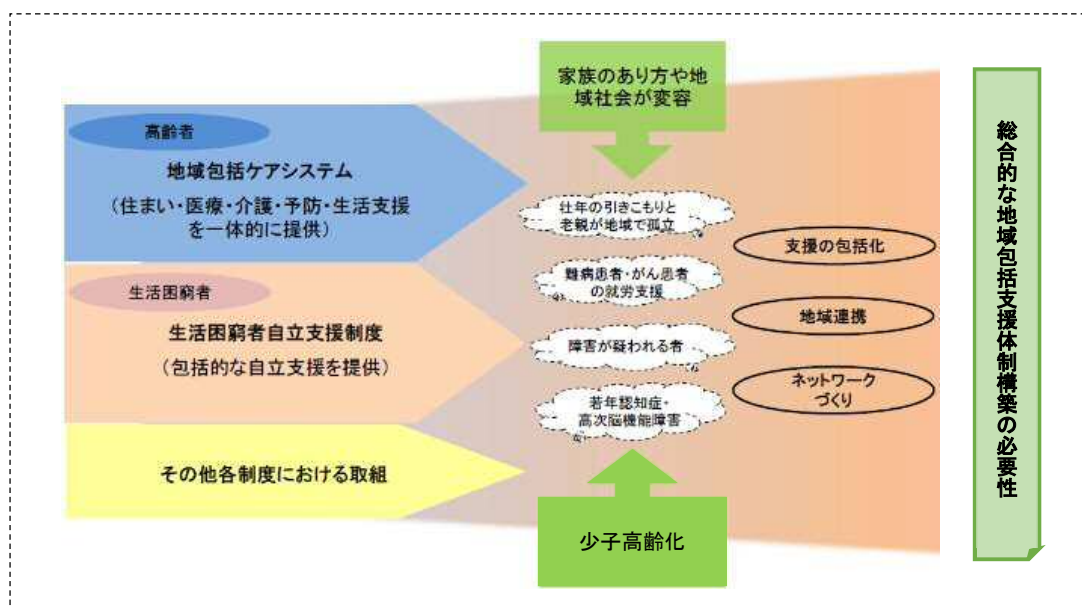 家族のあり方や地
域社会が変容
高齢者
地域包括ケアシステム
（住まい・医療・介護・予防・生活支援
を一体的に提供）
生活困窮者
生活困窮者自立支援制度
（包括的な自立支援を提供）
その他各制度における取組
壮年の引きこもりと
老親が地域で孤立
難病患者・がん患者
の就労支援
障害が疑われる者
若年認知症・
高次脳機能障害
少子高齢化
支援の包括化
地域連携
ネットワーク
づくり
総合的な地域包括支援体制構築の必要性